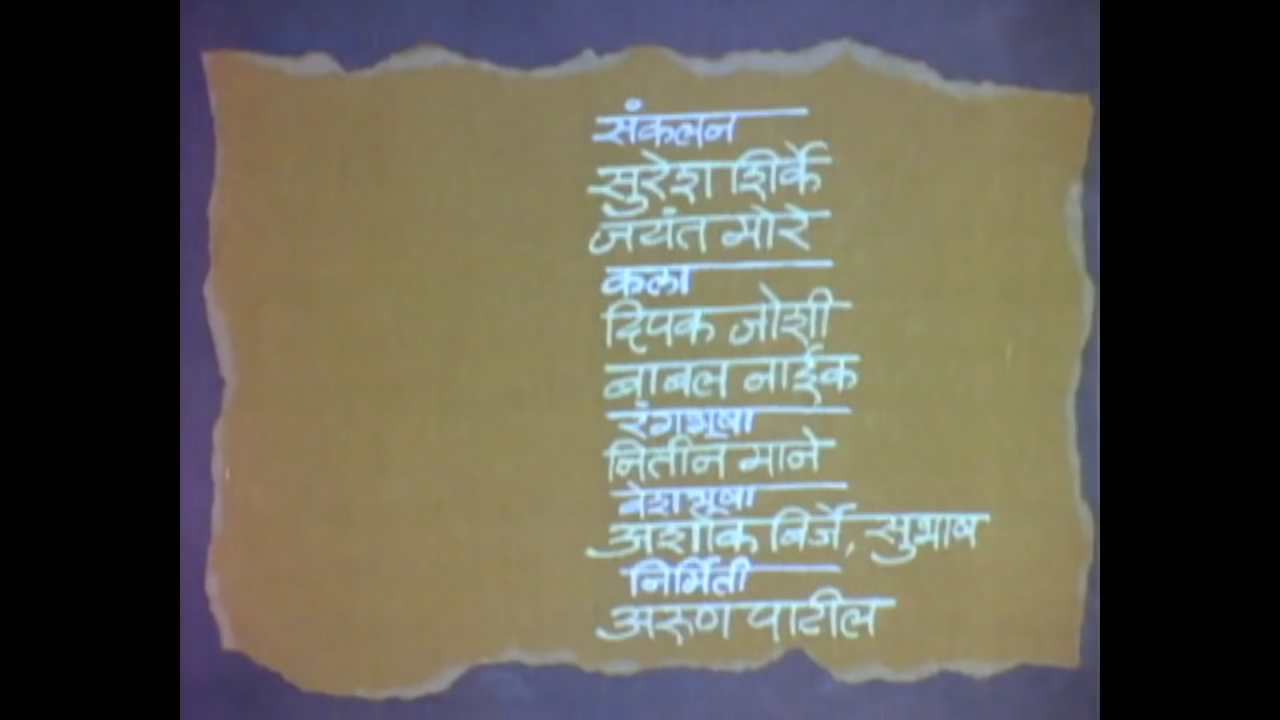 संकलन
सुरेश शिर्के
जयंत मोरे
कला
दिपक जोशी
बाबल नाईक
रंगभूषा
नितीन माने
वेशभूषा
अशोक बिर्जे, सुभाष
निर्मिती
अरुण पाटील